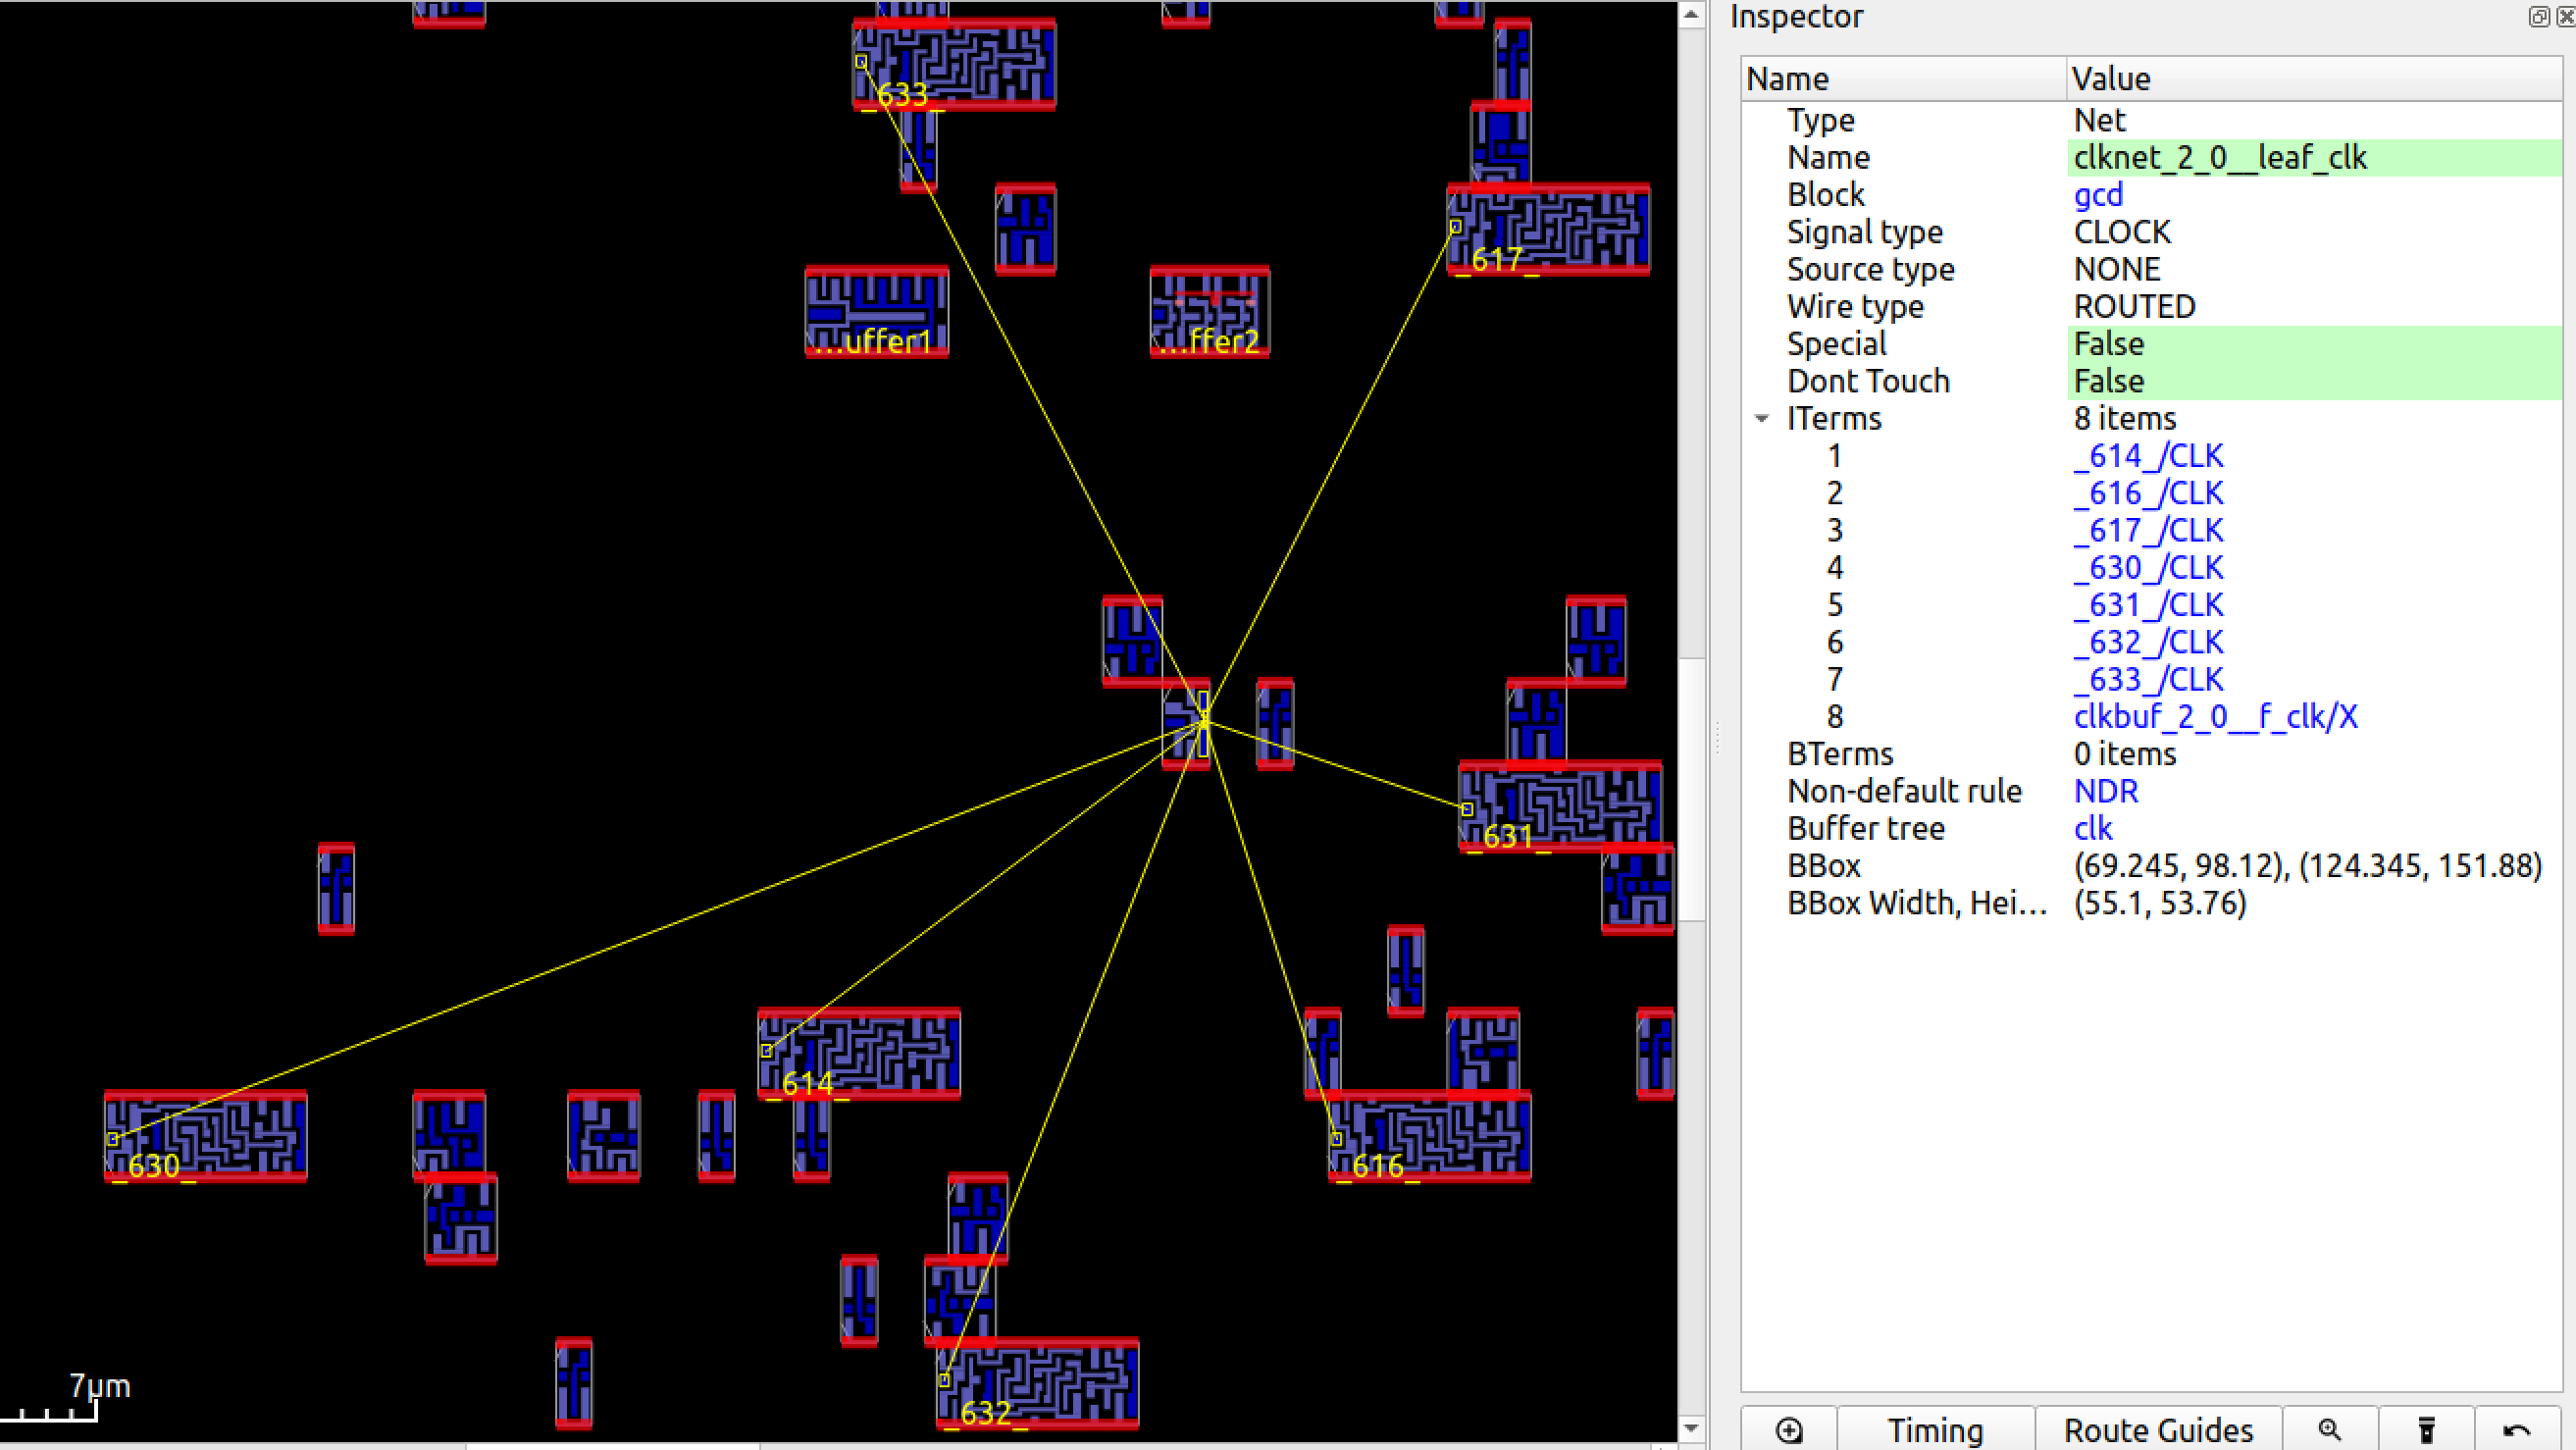 _633_
_617_
...uffer1
...ffer2
_631_
_614_
_630_
_616_
_632_
7μm
Inspector
Name Value
Type Net
Name clknet_2_0__leaf_clk
Block gcd
Signal type CLOCK
Source type NONE
Wire type ROUTED
Special False
Dont Touch False
ITerms 8 items
1 _614_/CLK
2 _616_/CLK
3 _617_/CLK
4 _630_/CLK
5 _631_/CLK
6 _632_/CLK
7 _633_/CLK
8 clkbuf_2_0__f_clk/X
BTerms 0 items
Non-default rule NDR
Buffer tree clk
BBox (69.245, 98.12), (124.345, 151.88)
BBox Width, Hei... (55.1, 53.76)
Timing Route Guides